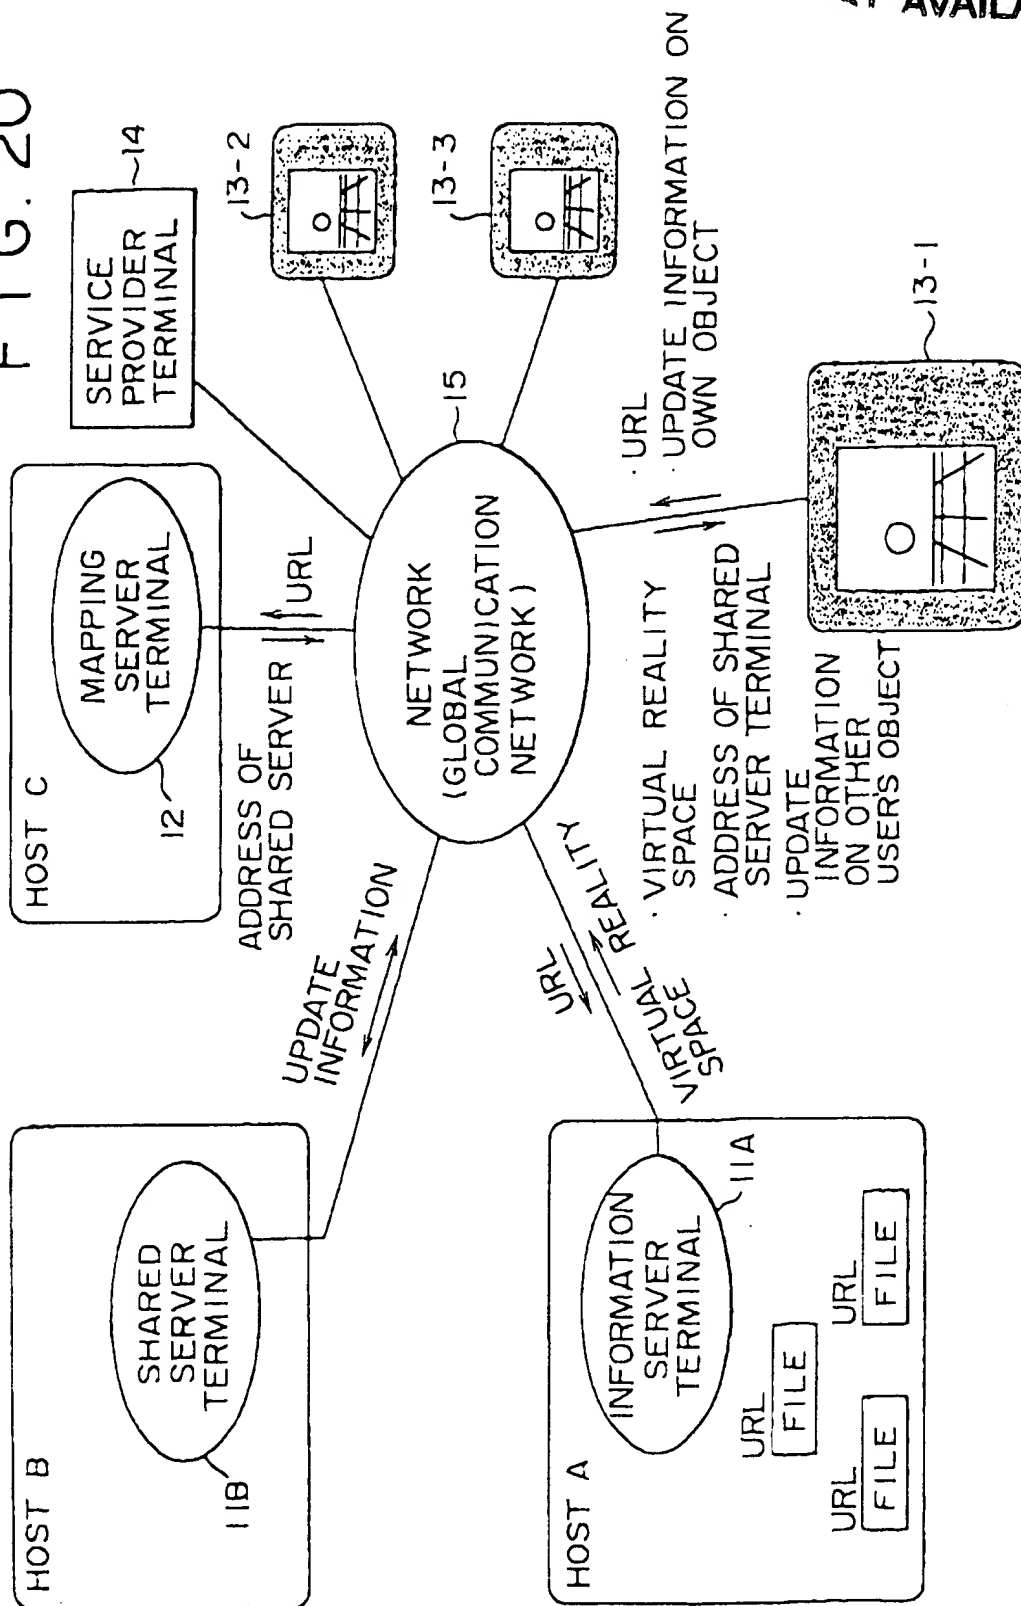 AVAILA
FIG. 20
HOST C
MAPPING
SERVER
TERMINAL
12
SERVICE
PROVIDER
TERMINAL
14
13-2
13-3
ADDRESS OF
SHARED SERVER
URL
HOST B
SHARED
SERVER
TERMINAL
11B
UPDATE
INFORMATION
NETWORK
(GLOBAL
COMMUNICATION
NETWORK)
15
· URL
· UPDATE INFORMATION ON
OWN OBJECT
URL
VIRTUAL REALITY
SPACE
· VIRTUAL REALITY
SPACE
· ADDRESS OF SHARED
SERVER TERMINAL
· UPDATE
INFORMATION
ON OTHER
USER'S OBJECT
13-1
HOST A
INFORMATION
SERVER
TERMINAL
11A
URL
FILE
URL
FILE
URL
FILE